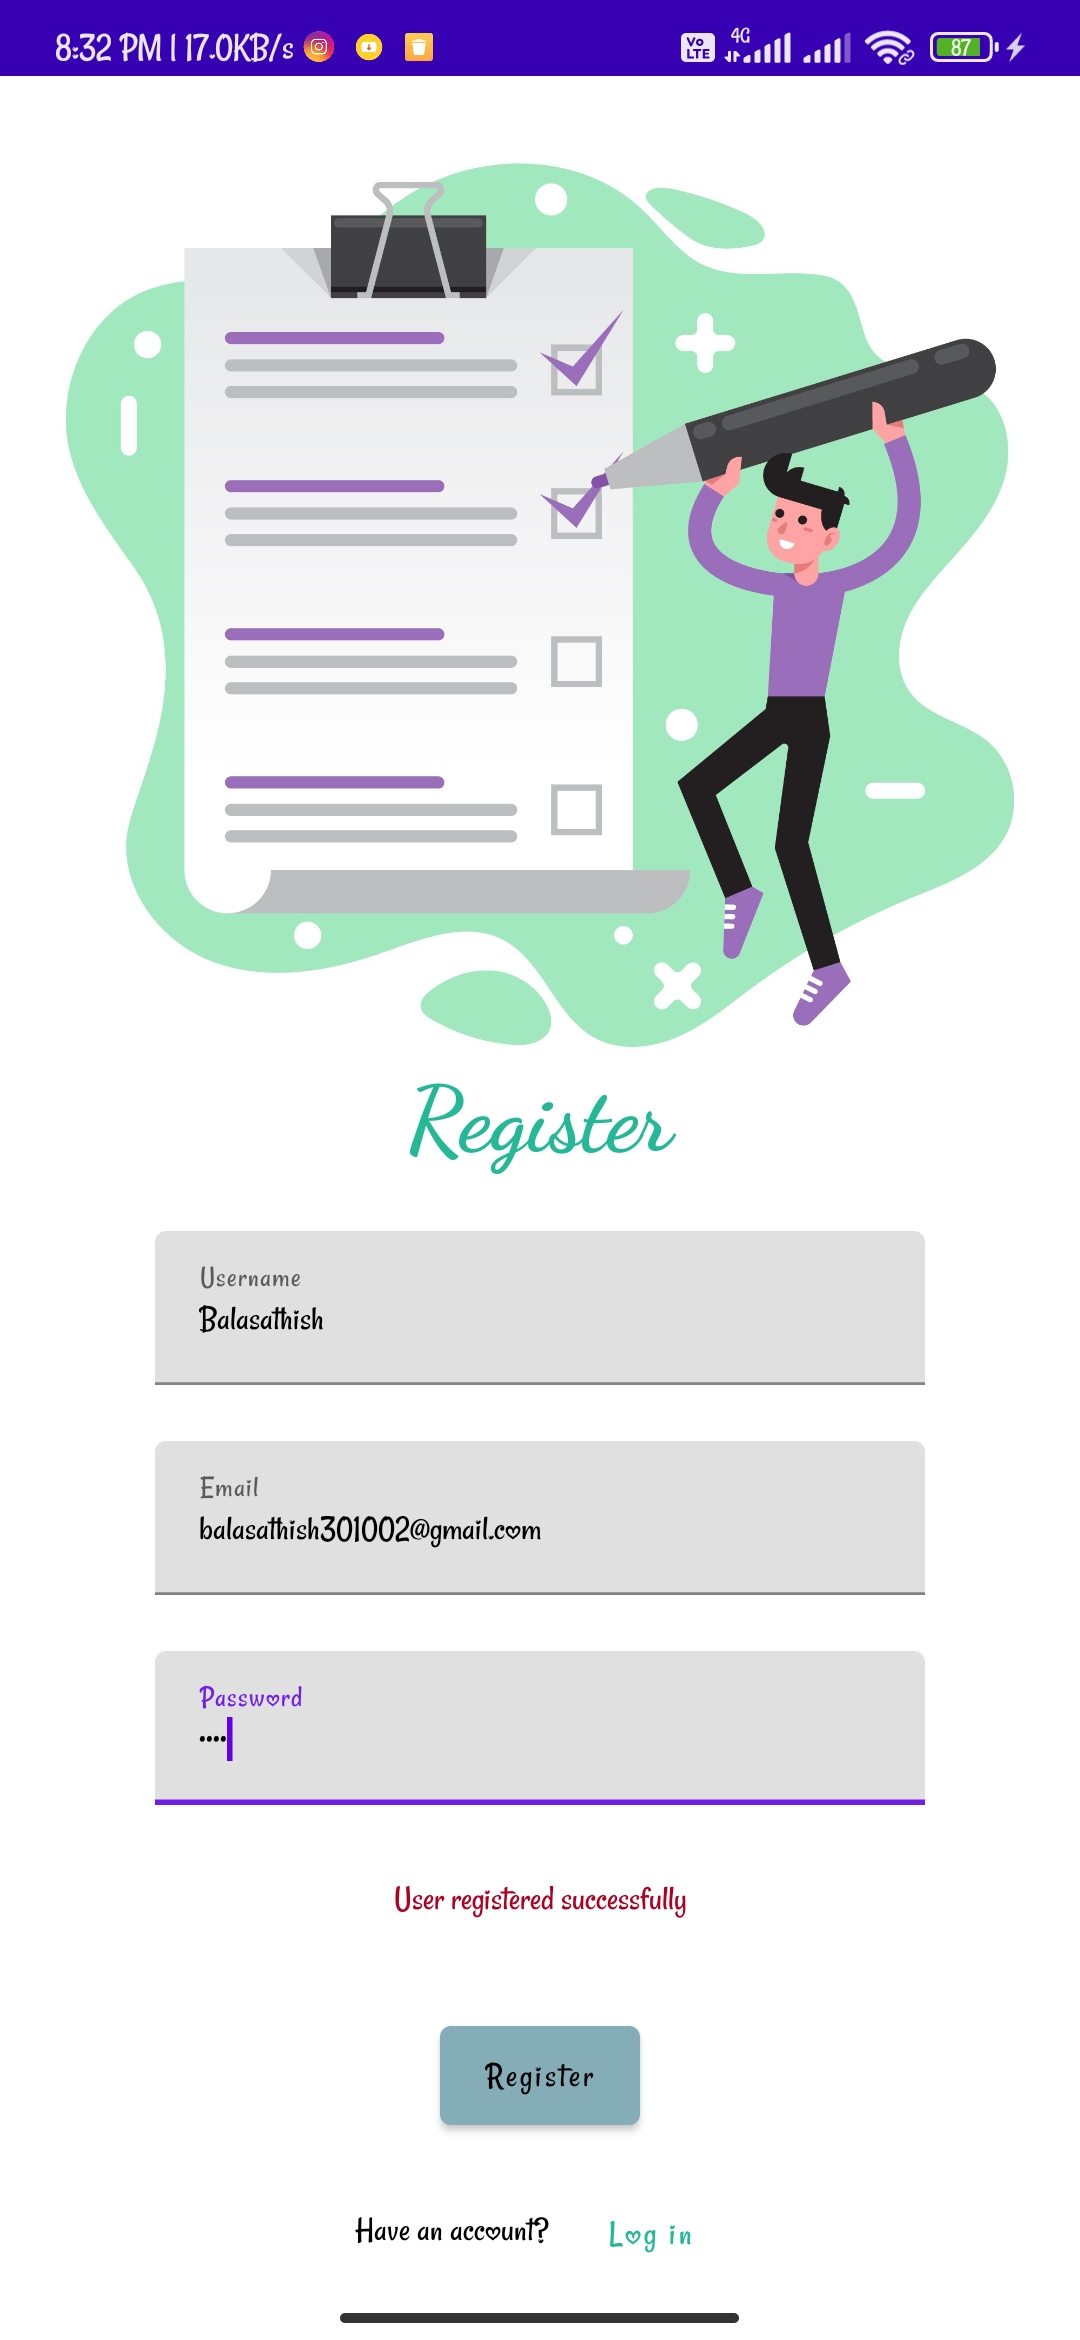 8:32 PM | 17.0KB/s
Vo LTE 4G 87
Register
Username
Balasathish
Email
balasathish301002@gmail.com
Password
••••
User registered successfully
Register
Have an account? Log in